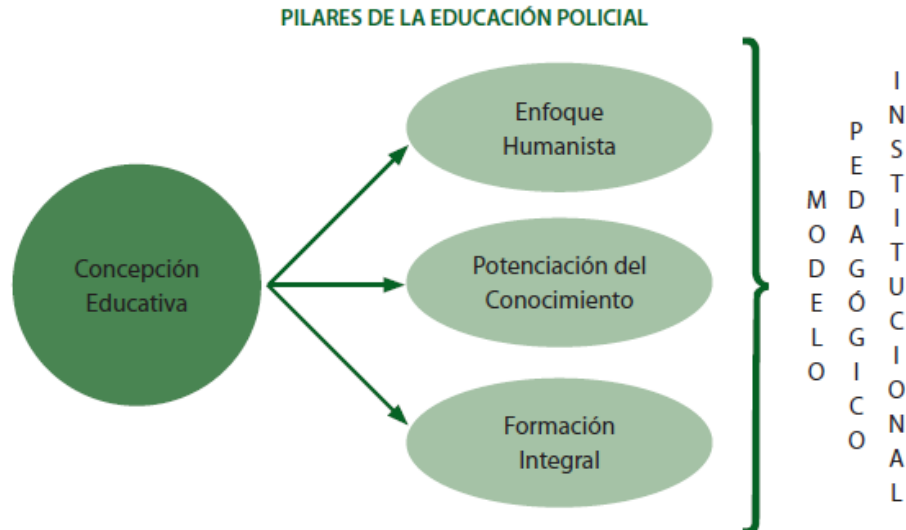 PILARES DE LA EDUCACIÓN POLICIAL
Concepción
Educativa
Enfoque
Humanista
Potenciación del
Conocimiento
Formación
Integral
MODELO
PEDAGÓGICO
INSTITUCIONAL